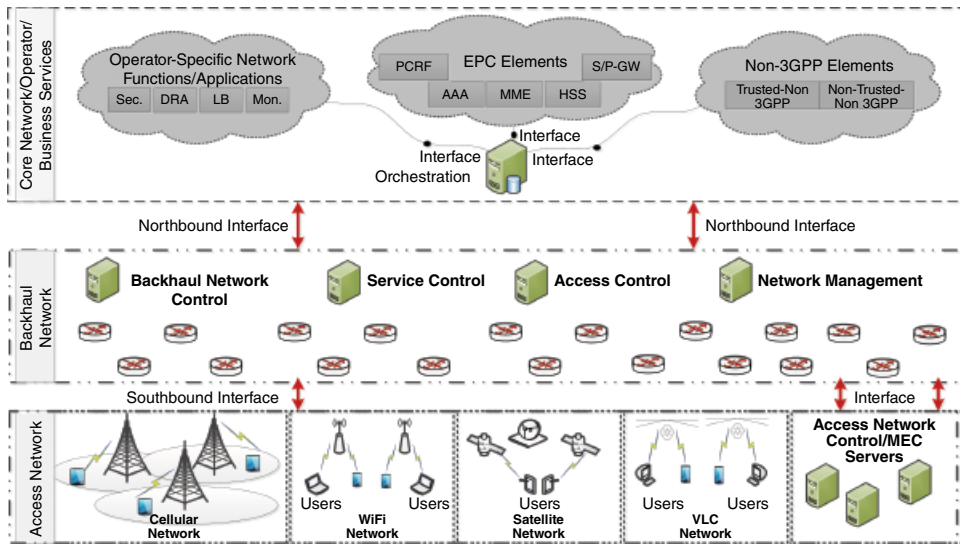 Core Network/Operator/
Business Services
Operator-Specific Network
Functions/Applications
Sec.
DRA
LB
Mon.
EPC Elements
PCRF
S/P-GW
AAA
MME
HSS
Non-3GPP Elements
Trusted-Non
3GPP
Non-Trusted-
Non 3GPP
Interface
Interface
Interface
Orchestration
Northbound Interface
Northbound Interface
Backhaul
Network
Backhaul Network
Control
Service Control
Access Control
Network Management
Southbound Interface
Interface
Access Network
Cellular
Network
Users
Users
WiFi
Network
Users
Satellite
Network
Users
Users
VLC
Network
Access Network
Control/MEC
Servers